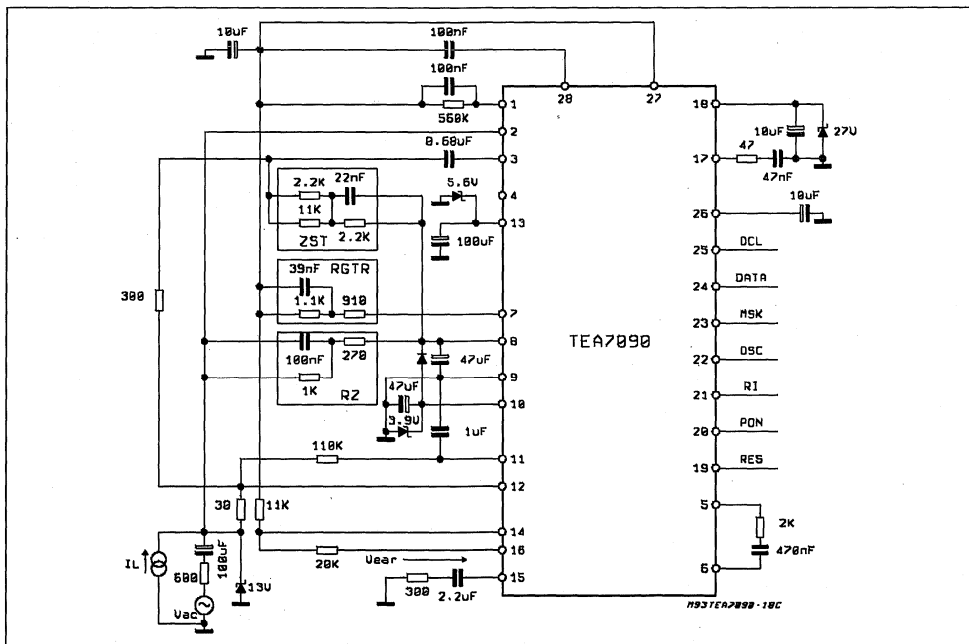 10uF
100nF
100nF
28
27
560K
1
2
0.68uF
3
2.2K
22nF
11K
2.2K
ZST
5.6V
4
13
100uF
39nF
RGTR
1.1K
910
7
300
100nF
270
8
1K
RZ
47uF
47uF
9
3.9V
10
1uF
110K
11
12
30
11K
14
16
20K
Vear
15
300
2.2uF
IL
100uF
600
Vac
13V
TEA7090
18
10uF
27V
17
47
47nF
26
10uF
25
DCL
24
DATA
23
MSK
22
OSC
21
RI
20
PON
19
RES
5
2K
470nF
6
M93TEA7090-10C